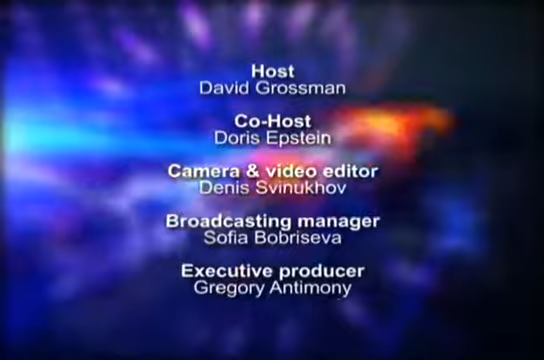 Host
David Grossman
Co-Host
Doris Epstein
Camera & video editor
Denis Svinukhov
Broadcasting manager
Sofia Bobriseva
Executive producer
Gregory Antimony